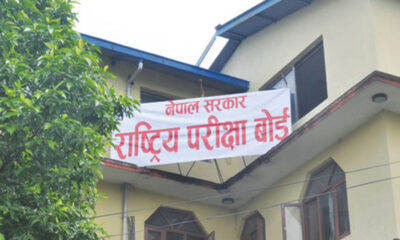 नेपाल सरकार
राष्ट्रिय परीक्षा बोर्ड